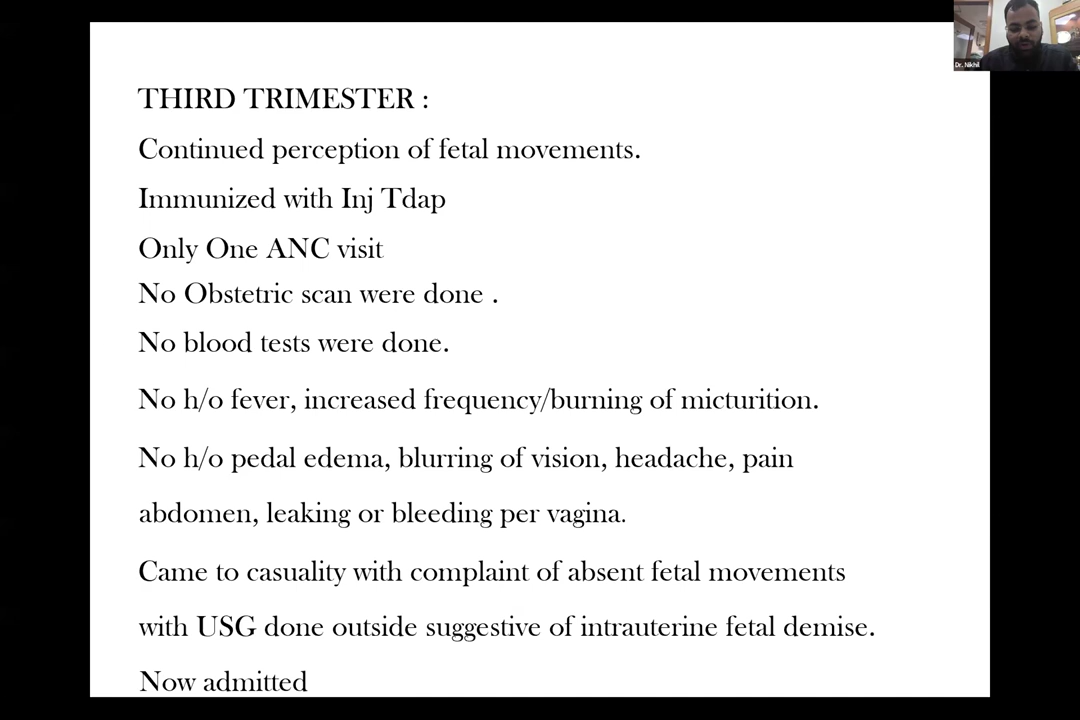 Dr. Nikhil
THIRD TRIMESTER :
Continued perception of fetal movements.
Immunized with Inj Tdap
Only One ANC visit
No Obstetric scan were done .
No blood tests were done.
No h/o fever, increased frequency/burning of micturition.
No h/o pedal edema, blurring of vision, headache, pain
abdomen, leaking or bleeding per vagina.
Came to casuality with complaint of absent fetal movements
with USG done outside suggestive of intrauterine fetal demise.
Now admitted